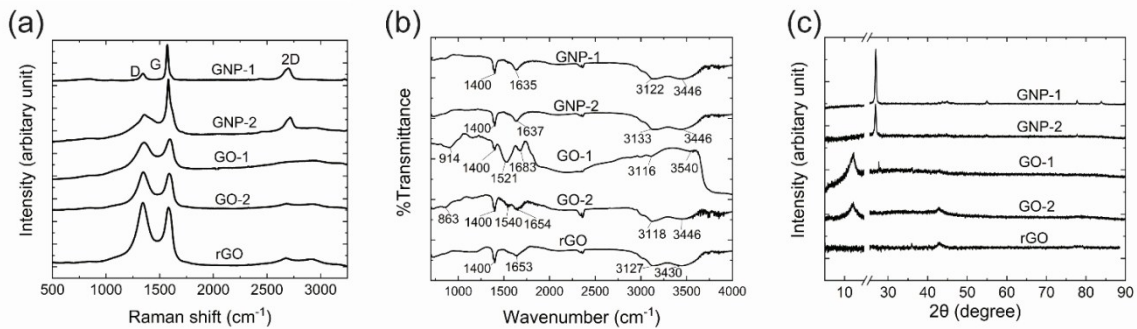 (a)
Intensity (arbitary unit)
D
G
2D
GNP-1
GNP-2
GO-1
GO-2
rGO
500 1000 1500 2000 2500 3000
Raman shift (cm⁻¹)
(b)
%Transmittance
GNP-1
1400 1635 3122 3446
GNP-2
1400 1637 3133 3446
GO-1
914 1400 1521 1683 3116 3540
GO-2
863 1400 1540 1654 3118 3446
rGO
1400 1653 3127 3430
1000 1500 2000 2500 3000 3500 4000
Wavenumber (cm⁻¹)
(c)
Intensity (arbitary unit)
GNP-1
GNP-2
GO-1
GO-2
rGO
10 30 40 50 60 70 80 90
2θ (degree)